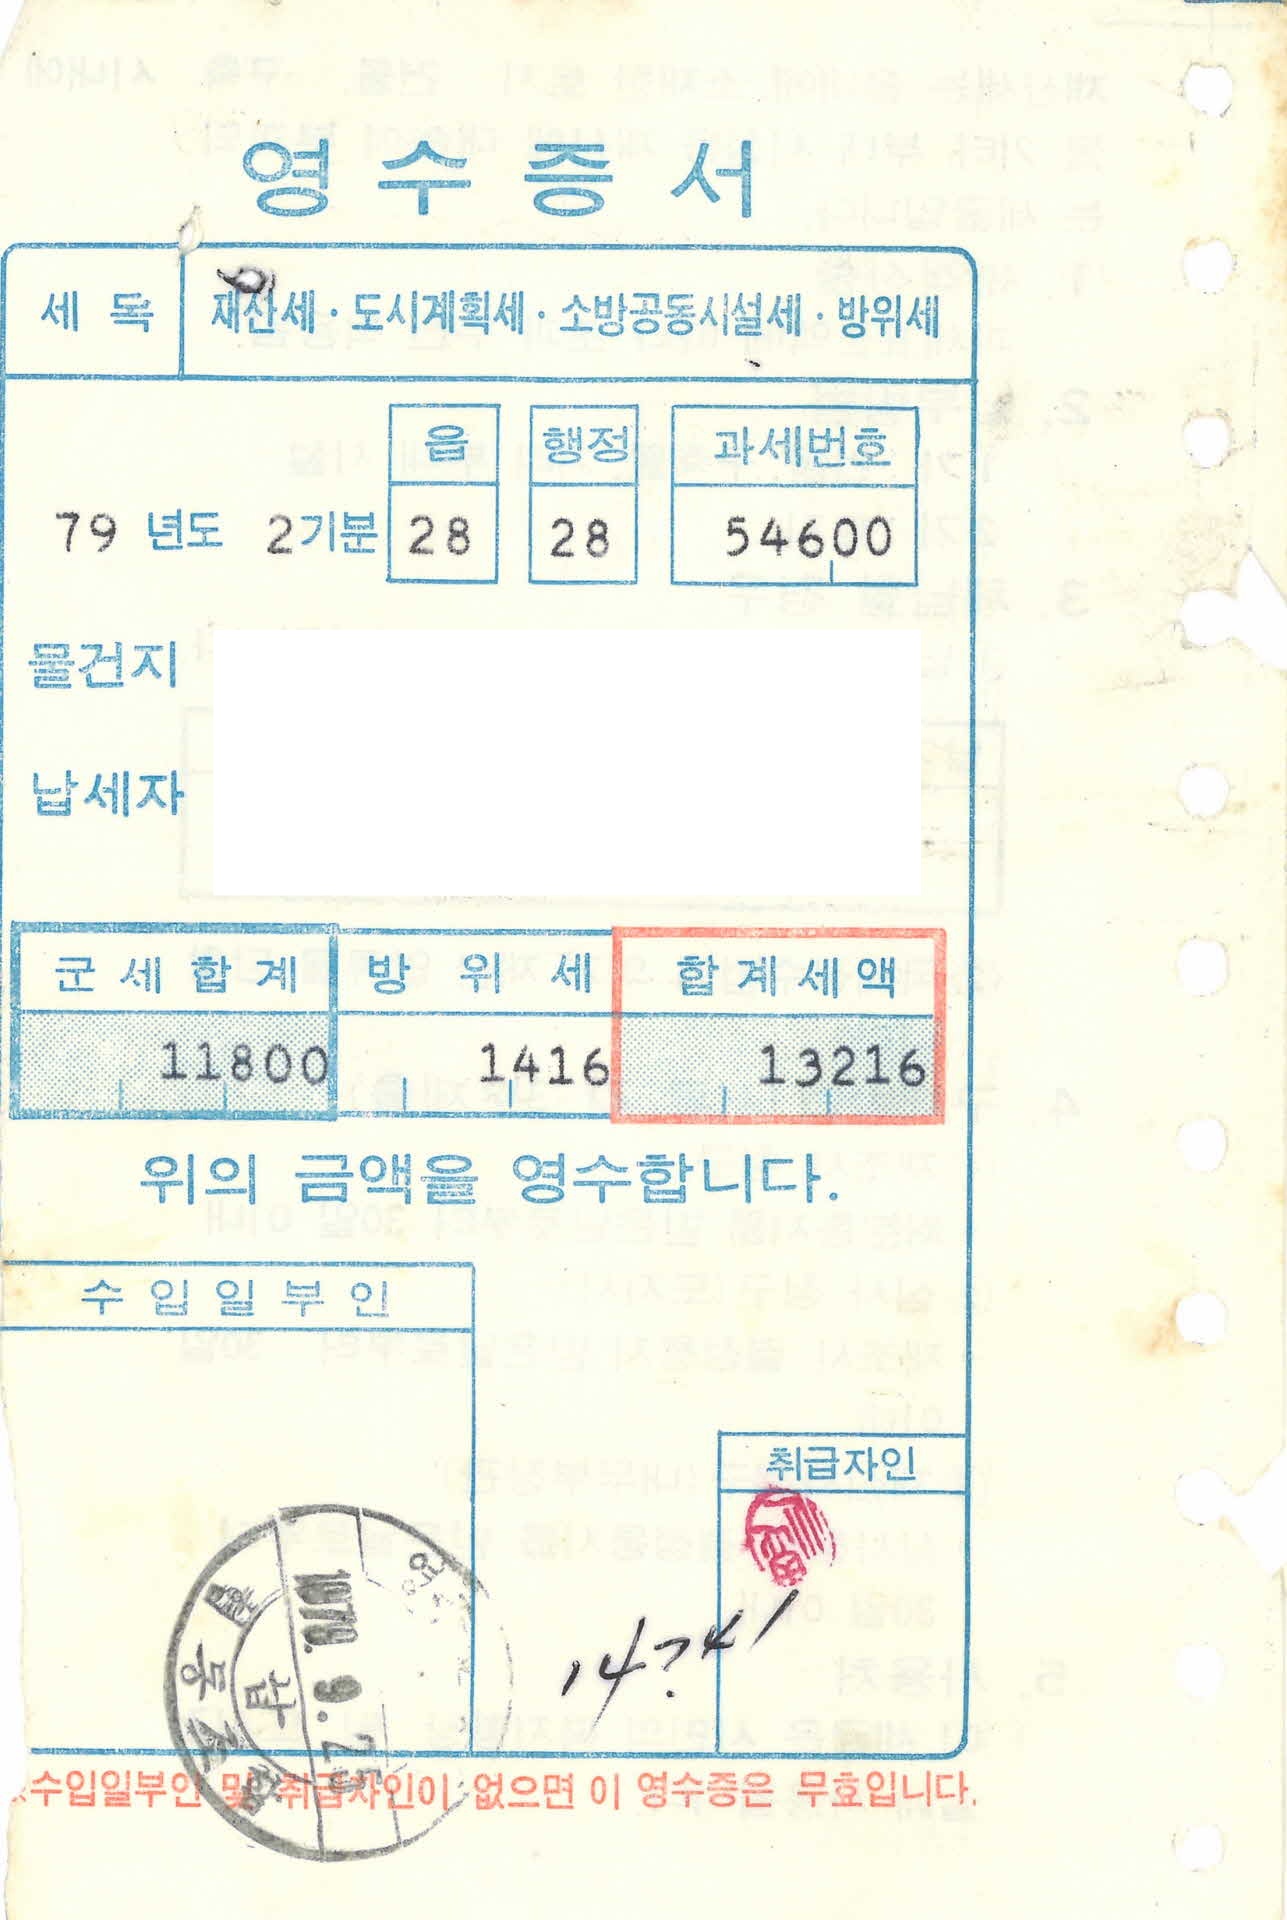 영수증서
세 목 재산세·도시계획세·소방공동시설세·방위세
읍 행정 과세번호
79 년도 2기분 28 28 54600
물건지
납세자
군 세 합 계 방 위 세 합 계 세 액
11800 1416 13216
위의 금액을 영수합니다.
수 입 일 부 인
취급자인
1979. 9. 25
수입일부인 및 취급자인이 없으면 이 영수증은 무효입니다.